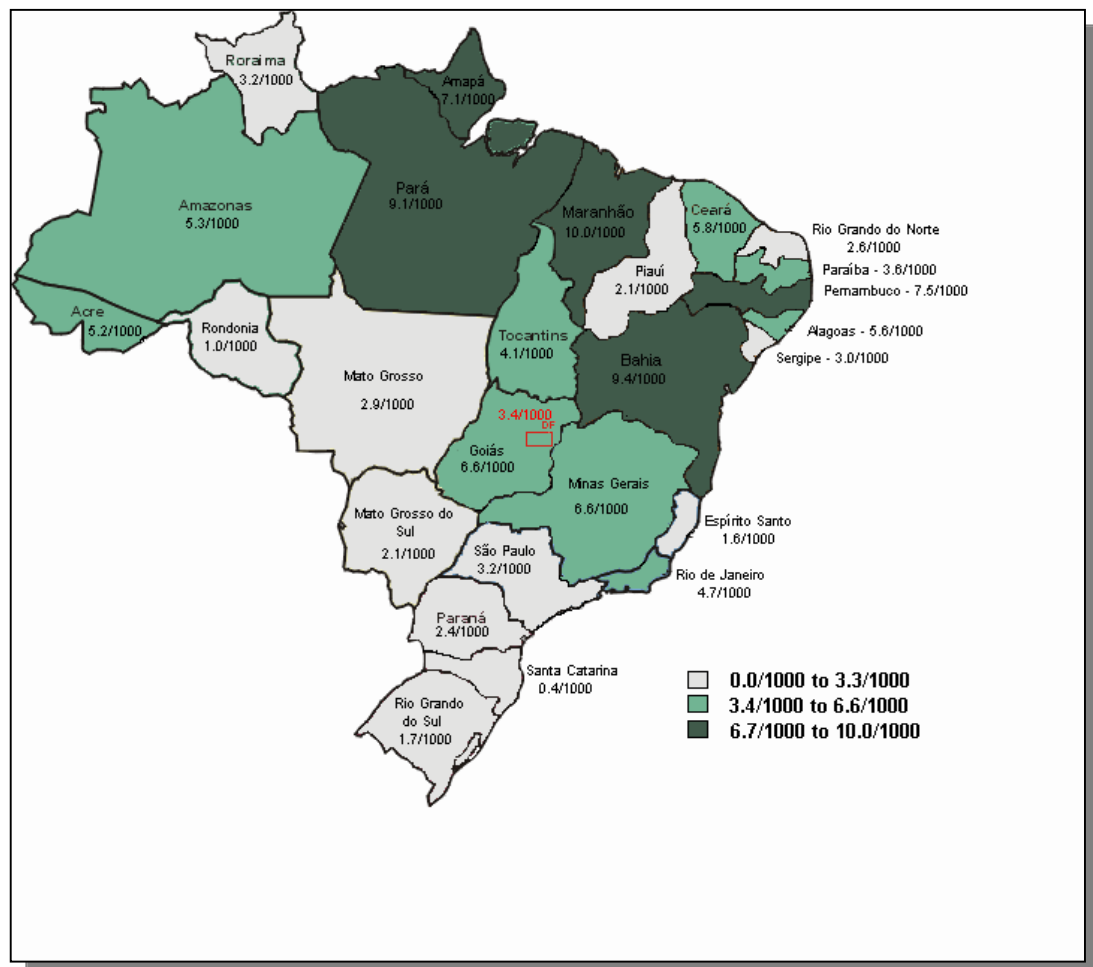 Roraima
3.2/1000
Amapá
7.1/1000
Amazonas
5.3/1000
Pará
9.1/1000
Maranhão
10.0/1000
Ceará
5.8/1000
Rio Grando do Norte
2.6/1000
Piauí
2.1/1000
Paraíba - 3.6/1000
Pernambuco - 7.5/1000
Acre
5.2/1000
Rondonia
1.0/1000
Tocantins
4.1/1000
Alagoas - 5.6/1000
Sergipe - 3.0/1000
Bahia
9.4/1000
Mato Grosso
2.9/1000
3.4/1000
DF
Goiás
6.6/1000
Minas Gerais
6.6/1000
Mato Grosso do
Sul
2.1/1000
Espírito Santo
1.6/1000
São Paulo
3.2/1000
Rio de Janeiro
4.7/1000
Paraná
2.4/1000
Santa Catarina
0.4/1000
Rio Grando
do Sul
1.7/1000
0.0/1000 to 3.3/1000
3.4/1000 to 6.6/1000
6.7/1000 to 10.0/1000